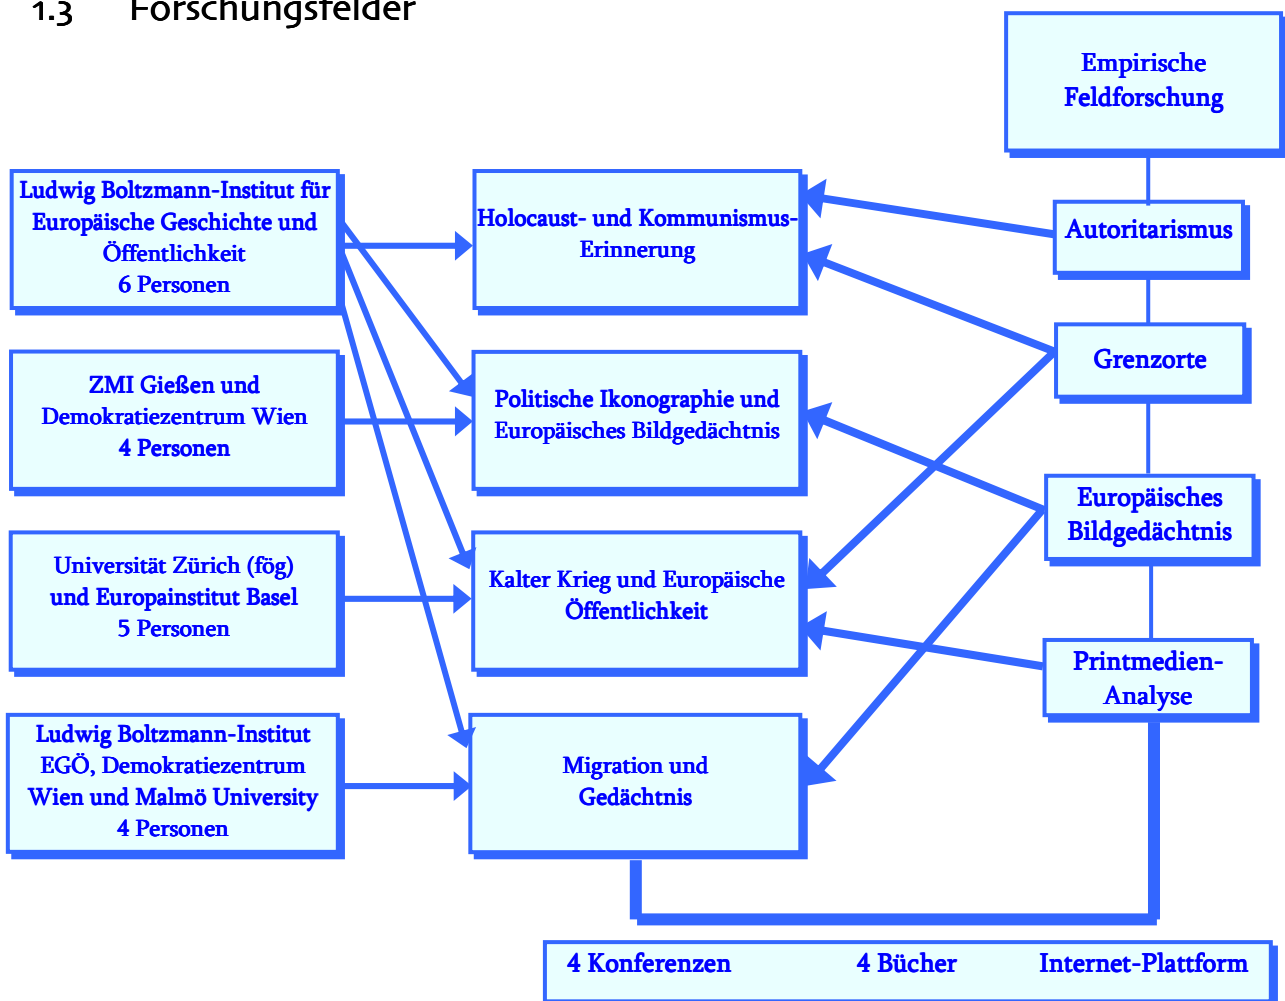 1.3 Forschungsfelder
Empirische
Feldforschung
Ludwig Boltzmann-Institut für
Europäische Geschichte und
Öffentlichkeit
6 Personen
Holocaust- und Kommunismus-
Erinnerung
Autoritarismus
Grenzorte
ZMI Gießen und
Demokratiezentrum Wien
4 Personen
Politische Ikonographie und
Europäisches Bildgedächtnis
Europäisches
Bildgedächtnis
Universität Zürich (fög)
und Europainstitut Basel
5 Personen
Kalter Krieg und Europäische
Öffentlichkeit
Printmedien-
Analyse
Ludwig Boltzmann-Institut
EGÖ, Demokratiezentrum
Wien und Malmö University
4 Personen
Migration und
Gedächtnis
4 Konferenzen 4 Bücher Internet-Plattform